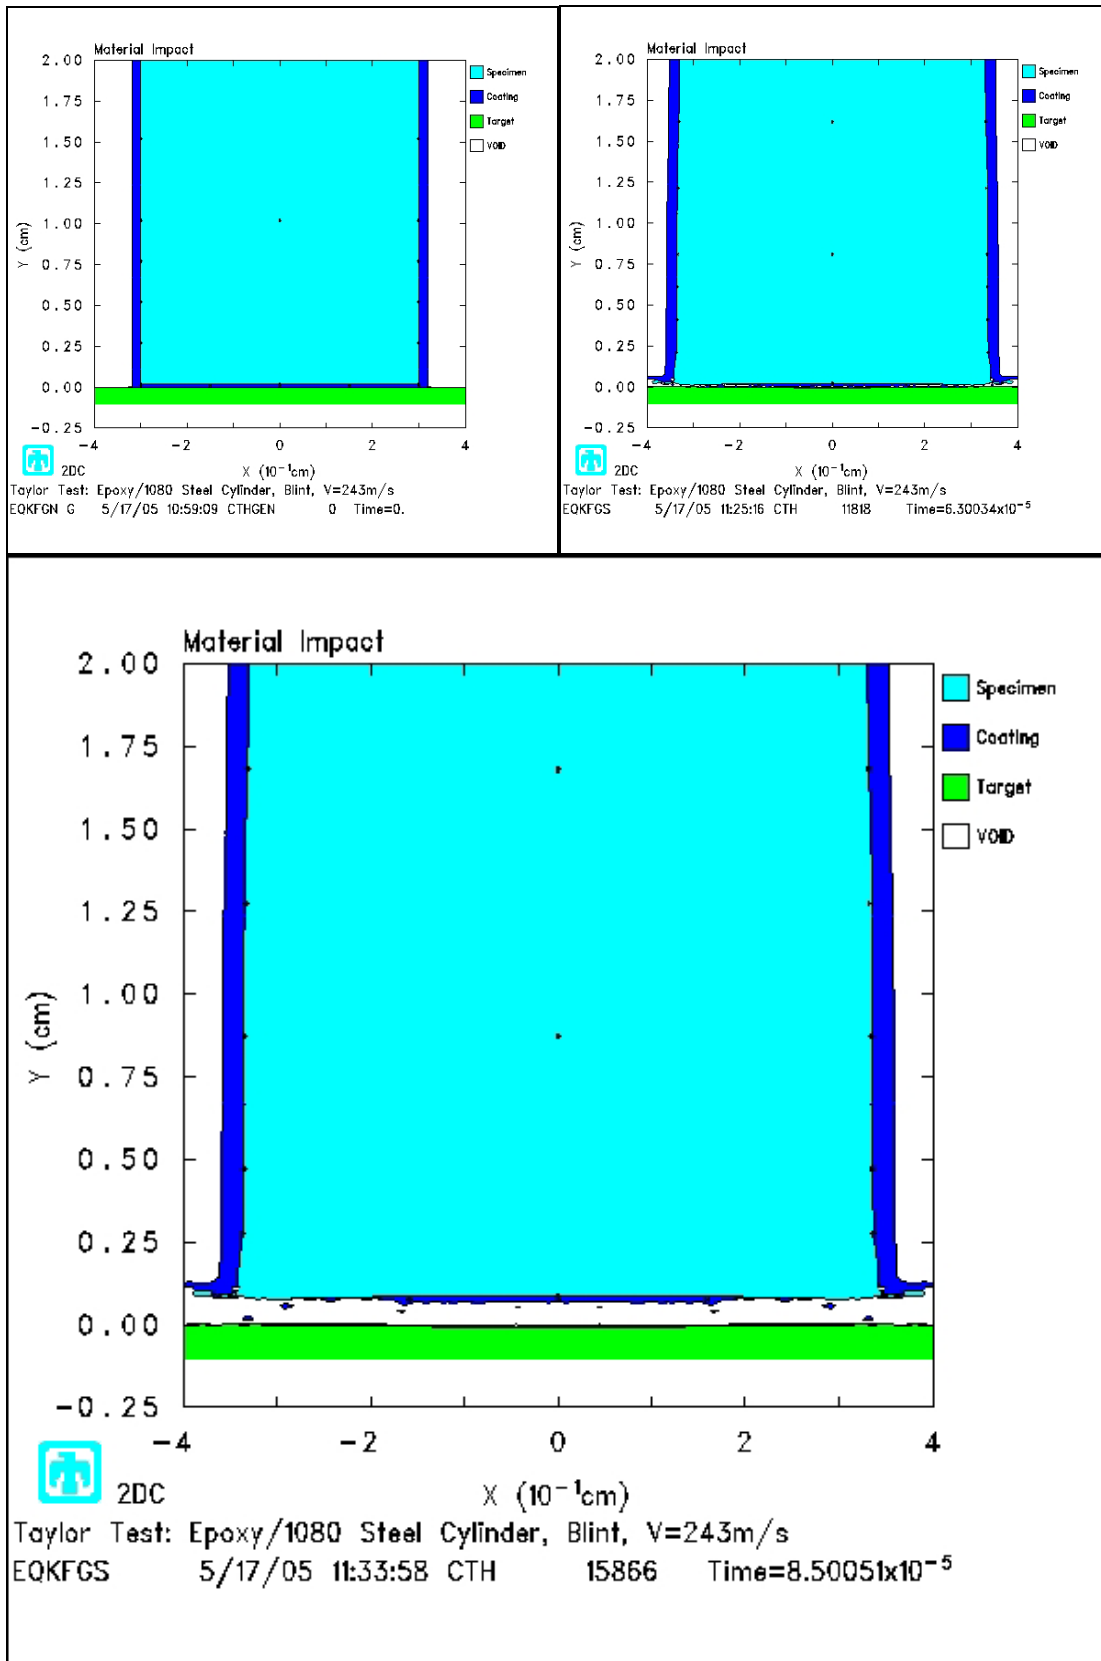 Material Impact
2.00
1.75
1.50
1.25
1.00
0.75
0.50
0.25
0.00
-0.25
Y (cm)
-4 -2 0 2 4
X (10⁻¹cm)
Specimen
Coating
Target
VOID
2DC
Taylor Test: Epoxy/1080 Steel Cylinder, Blint, V=243m/s
EQKFGN G 5/17/05 10:59:09 CTHGEN 0 Time=0.
Material Impact
2.00
1.75
1.50
1.25
1.00
0.75
0.50
0.25
0.00
-0.25
Y (cm)
-4 -2 0 2 4
X (10⁻¹cm)
Specimen
Coating
Target
VOID
2DC
Taylor Test: Epoxy/1080 Steel Cylinder, Blint, V=243m/s
EQKFGS 5/17/05 11:25:16 CTH 11818 Time=6.30034x10⁻⁵
Material Impact
2.00
1.75
1.50
1.25
1.00
0.75
0.50
0.25
0.00
-0.25
Y (cm)
-4 -2 0 2 4
X (10⁻¹cm)
Specimen
Coating
Target
VOID
2DC
Taylor Test: Epoxy/1080 Steel Cylinder, Blint, V=243m/s
EQKFGS 5/17/05 11:33:58 CTH 15866 Time=8.50051x10⁻⁵